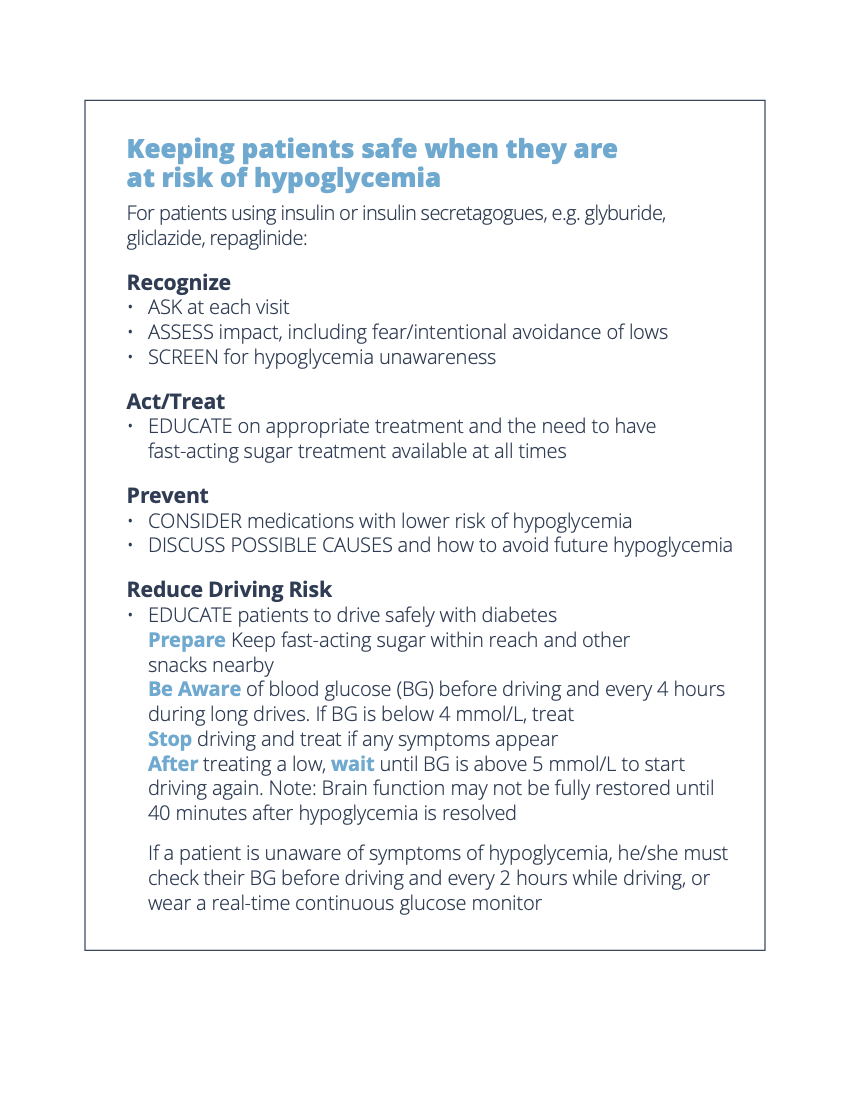 Keeping patients safe when they are
at risk of hypoglycemia
For patients using insulin or insulin secretagogues, e.g. glyburide,
gliclazide, repaglinide:
Recognize
• ASK at each visit
• ASSESS impact, including fear/intentional avoidance of lows
• SCREEN for hypoglycemia unawareness
Act/Treat
• EDUCATE on appropriate treatment and the need to have
fast-acting sugar treatment available at all times
Prevent
• CONSIDER medications with lower risk of hypoglycemia
• DISCUSS POSSIBLE CAUSES and how to avoid future hypoglycemia
Reduce Driving Risk
• EDUCATE patients to drive safely with diabetes
Prepare Keep fast-acting sugar within reach and other
snacks nearby
Be Aware of blood glucose (BG) before driving and every 4 hours
during long drives. If BG is below 4 mmol/L, treat
Stop driving and treat if any symptoms appear
After treating a low, wait until BG is above 5 mmol/L to start
driving again. Note: Brain function may not be fully restored until
40 minutes after hypoglycemia is resolved
If a patient is unaware of symptoms of hypoglycemia, he/she must
check their BG before driving and every 2 hours while driving, or
wear a real-time continuous glucose monitor